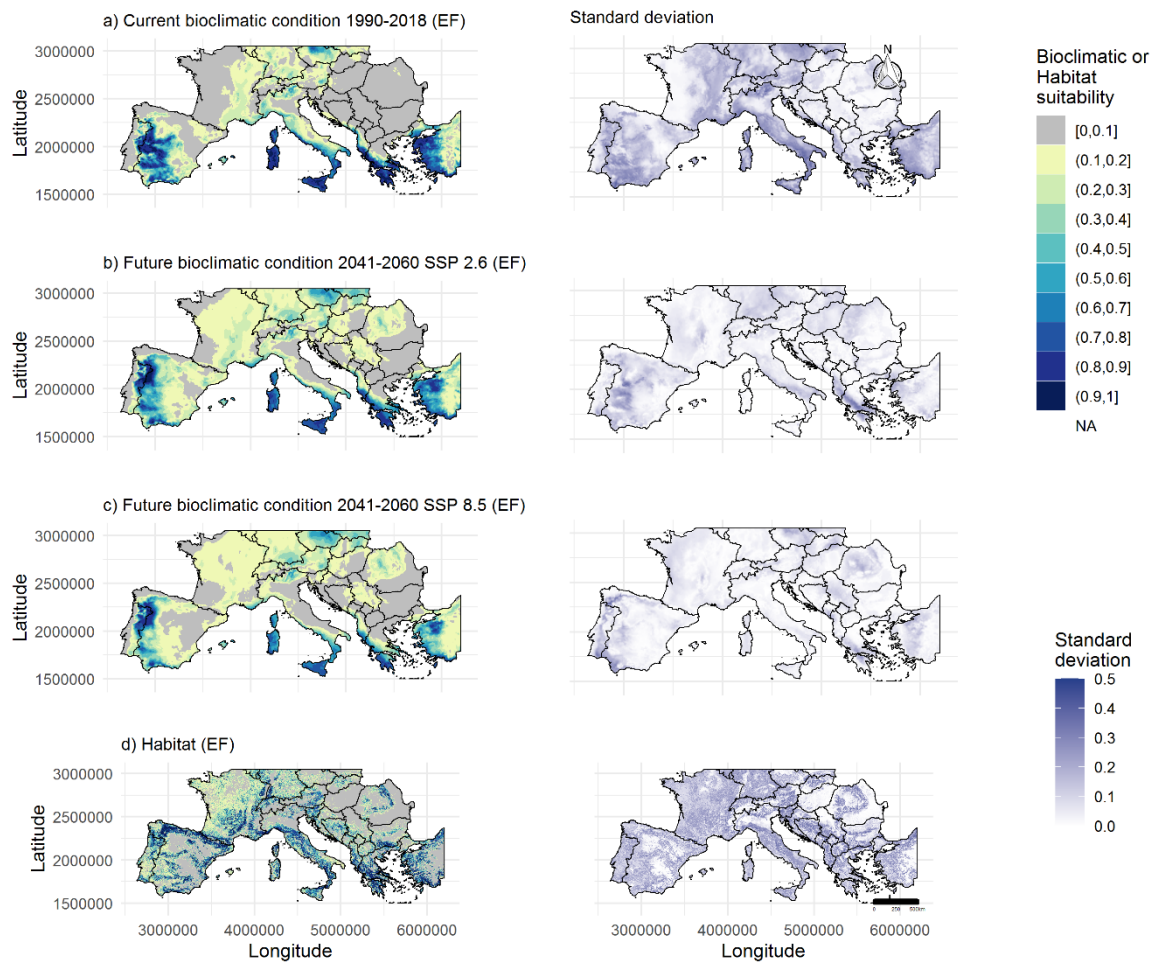 a) Current bioclimatic condition 1990-2018 (EF)
Standard deviation
3000000
2500000
2000000
1500000
Latitude
N
Bioclimatic or
Habitat
suitability
[0,0.1]
(0.1,0.2]
(0.2,0.3]
(0.3,0.4]
(0.4,0.5]
(0.5,0.6]
(0.6,0.7]
(0.7,0.8]
(0.8,0.9]
(0.9,1]
NA
b) Future bioclimatic condition 2041-2060 SSP 2.6 (EF)
3000000
2500000
2000000
1500000
Latitude
c) Future bioclimatic condition 2041-2060 SSP 8.5 (EF)
3000000
2500000
2000000
1500000
Latitude
Standard
deviation
0.5
0.4
0.3
0.2
0.1
0.0
d) Habitat (EF)
3000000
2500000
2000000
1500000
Latitude
0 250 500km
3000000 4000000 5000000 6000000
Longitude
3000000 4000000 5000000 6000000
Longitude